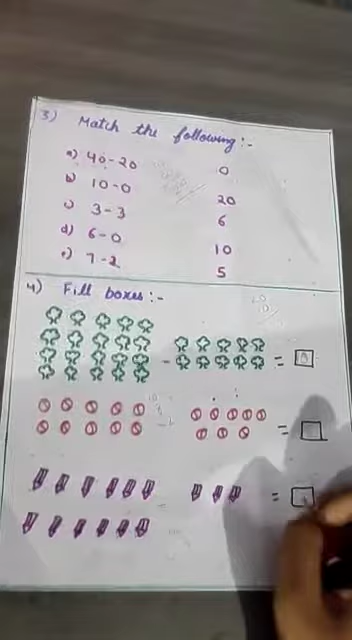 3) Match the following :-
a) 40-20 0
b) 10-0 20
c) 3-3 6
d) 6-0 10
e) 7-2 5
4) Fill boxes :-
- =
- =
- =